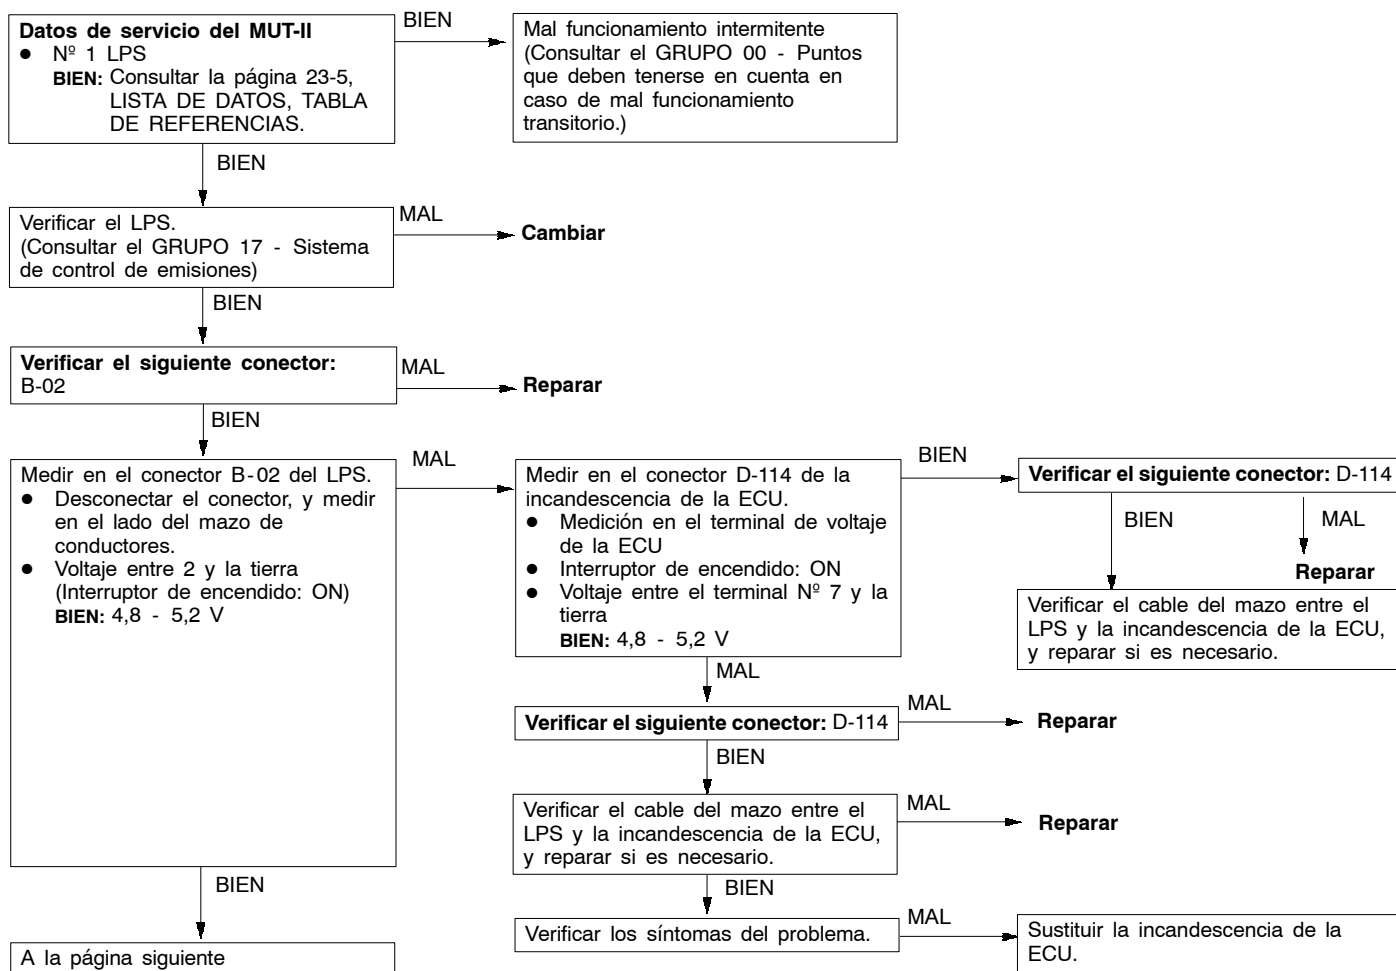 Datos de servicio del MUT-II
● Nº 1 LPS
BIEN: Consultar la página 23-5,
LISTA DE DATOS, TABLA
DE REFERENCIAS.
BIEN
Mal funcionamiento intermitente
(Consultar el GRUPO 00 - Puntos
que deben tenerse en cuenta en
caso de mal funcionamiento
transitorio.)
BIEN
Verificar el LPS.
(Consultar el GRUPO 17 - Sistema
de control de emisiones)
MAL
Cambiar
BIEN
Verificar el siguiente conector:
B-02
MAL
Reparar
BIEN
Medir en el conector B-02 del LPS.
● Desconectar el conector, y medir
en el lado del mazo de
conductores.
● Voltaje entre 2 y la tierra
(Interruptor de encendido: ON)
BIEN: 4,8 - 5,2 V
MAL
Medir en el conector D-114 de la
incandescencia de la ECU.
● Medición en el terminal de voltaje
de la ECU
● Interruptor de encendido: ON
● Voltaje entre el terminal Nº 7 y la
tierra
BIEN: 4,8 - 5,2 V
BIEN
Verificar el siguiente conector: D-114
BIEN
MAL
Reparar
Verificar el cable del mazo entre el
LPS y la incandescencia de la ECU,
y reparar si es necesario.
MAL
Verificar el siguiente conector: D-114
MAL
Reparar
BIEN
Verificar el cable del mazo entre el
LPS y la incandescencia de la ECU,
y reparar si es necesario.
MAL
Reparar
BIEN
Verificar los síntomas del problema.
MAL
Sustituir la incandescencia de la
ECU.
BIEN
A la página siguiente